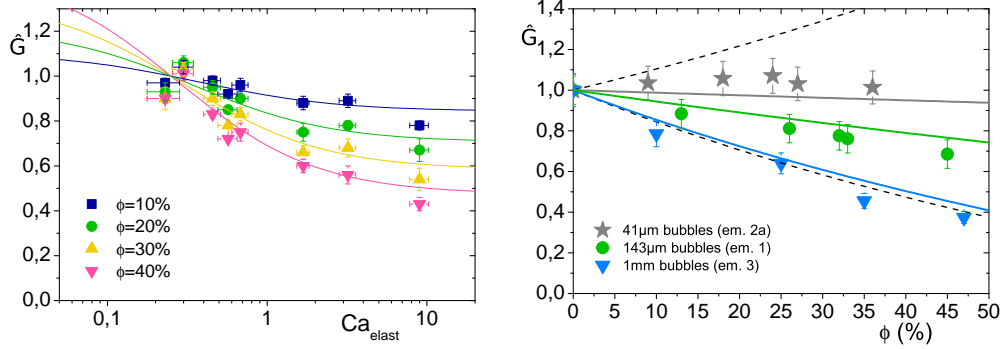 Ĝ
1,2
1,0
0,8
0,6
0,4
0,2
0,0
ϕ=10%
ϕ=20%
ϕ=30%
ϕ=40%
0,1
1
10
Ca_elast
1,4
Ĝ
1,2
1
0,8
0,6
0,4
0,2
0,0
41µm bubbles (em. 2a)
143µm bubbles (em. 1)
1mm bubbles (em. 3)
0 5 10 15 20 25 30 35 40 45 50
ϕ (%)